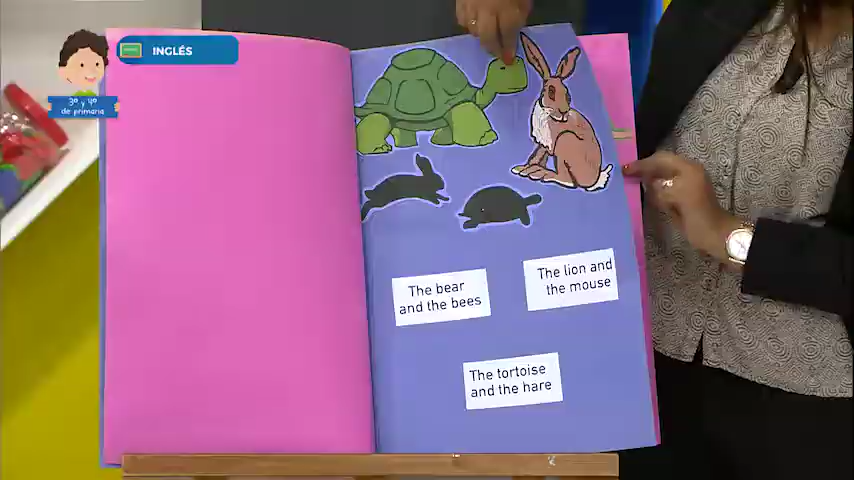 INGLÉS
3º y 4º
de primaria
The bear
and the bees
The lion and
the mouse
The tortoise
and the hare